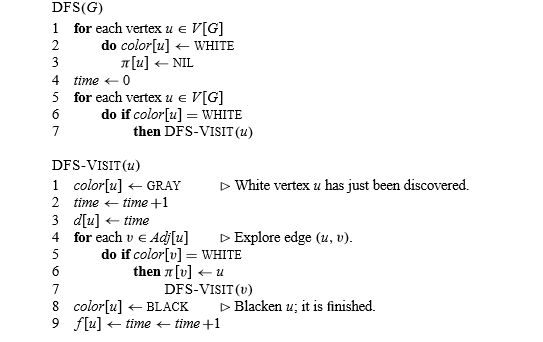 DFS(G)
1 for each vertex u ∈ V[G]
2 do color[u] ← WHITE
3 π[u] ← NIL
4 time ← 0
5 for each vertex u ∈ V[G]
6 do if color[u] = WHITE
7 then DFS-VISIT(u)
DFS-VISIT(u)
1 color[u] ← GRAY ▷ White vertex u has just been discovered.
2 time ← time+1
3 d[u] ← time
4 for each v ∈ Adj[u] ▷ Explore edge (u, v).
5 do if color[v] = WHITE
6 then π[v] ← u
7 DFS-VISIT(v)
8 color[u] ← BLACK ▷ Blacken u; it is finished.
9 f[u] ← time ← time+1